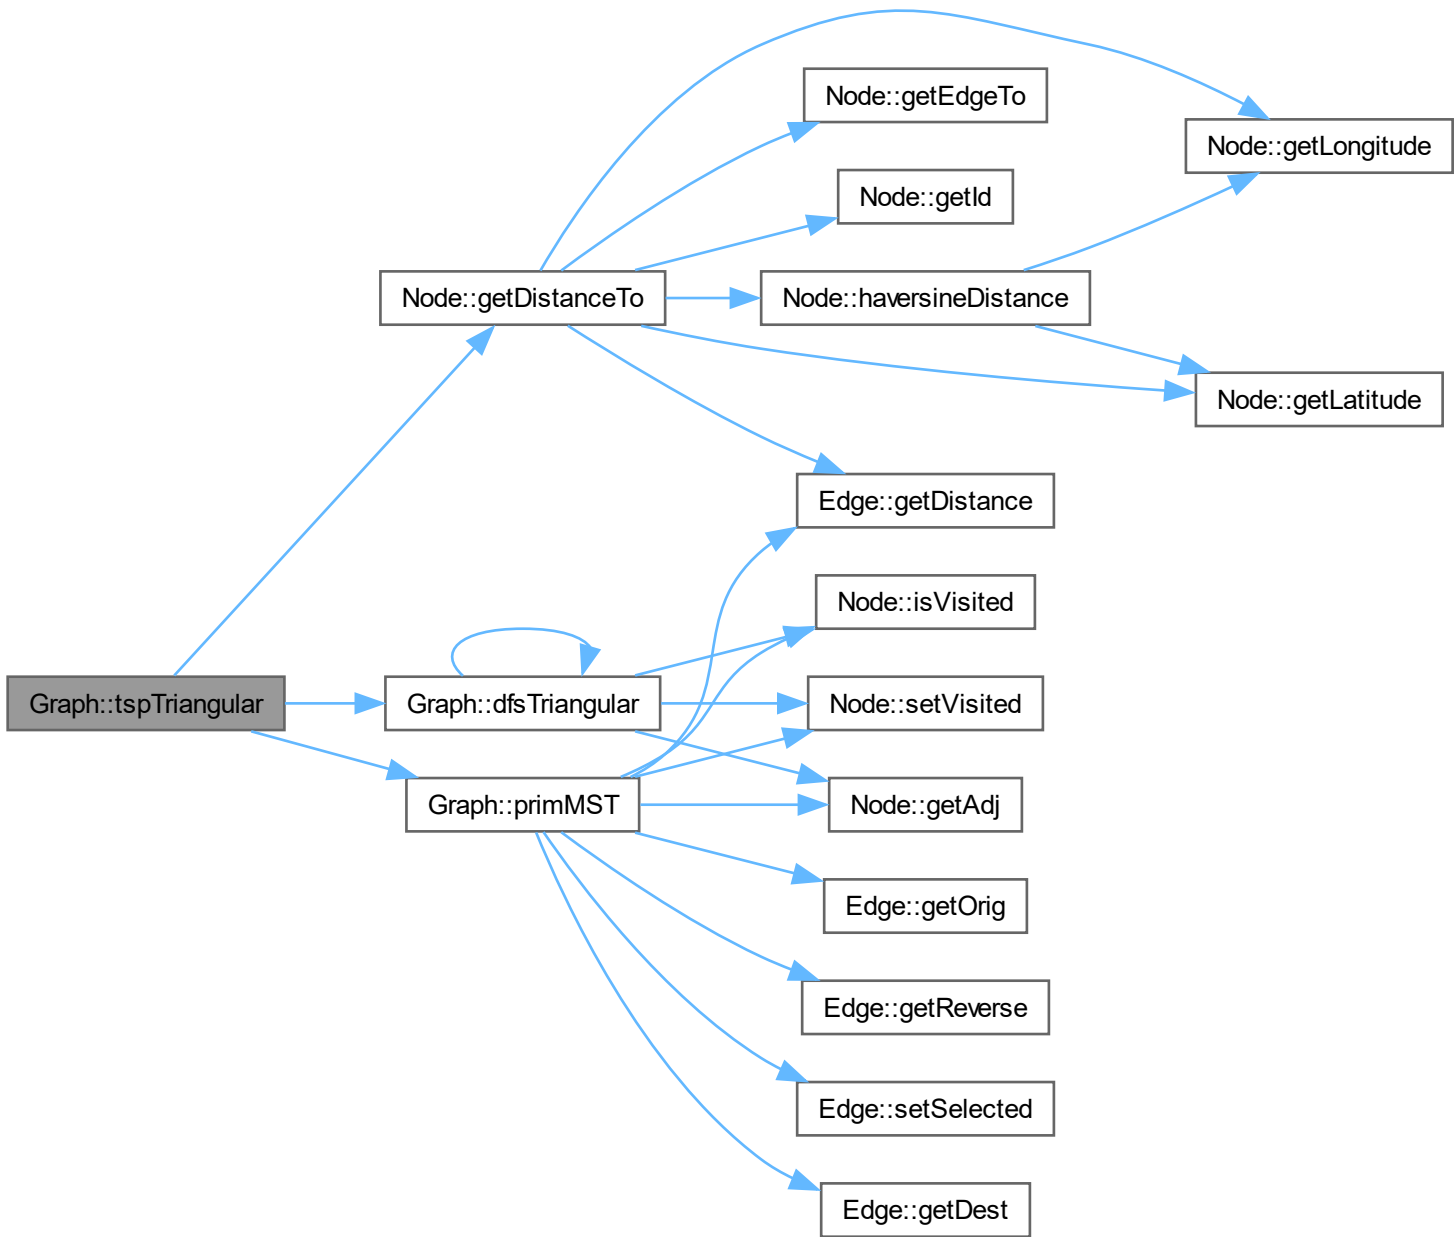 Node::getEdgeTo
Node::getLongitude
Node::getId
Node::getDistanceTo
Node::haversineDistance
Node::getLatitude
Edge::getDistance
Node::isVisited
Graph::tspTriangular
Graph::dfsTriangular
Node::setVisited
Graph::primMST
Node::getAdj
Edge::getOrig
Edge::getReverse
Edge::setSelected
Edge::getDest